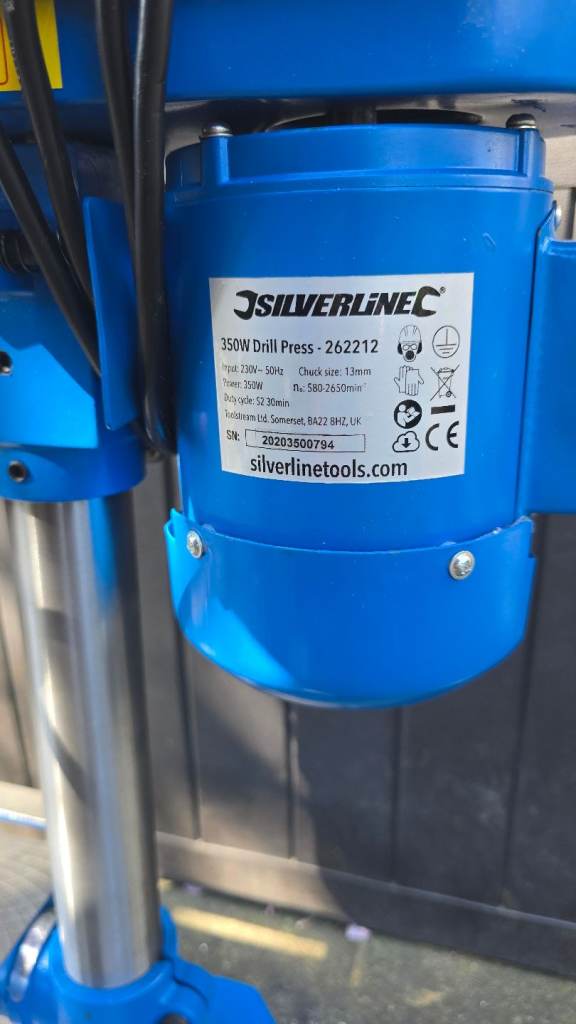 SILVERLINE®
350W Drill Press - 262212
Input: 230V~ 50Hz Chuck size: 13mm
Power: 350W n₀: 580-2650min⁻¹
Duty cycle: S2 30min
Toolstream Ltd. Somerset, BA22 8HZ, UK
SN: 20203500794
CE
silverlinetools.com